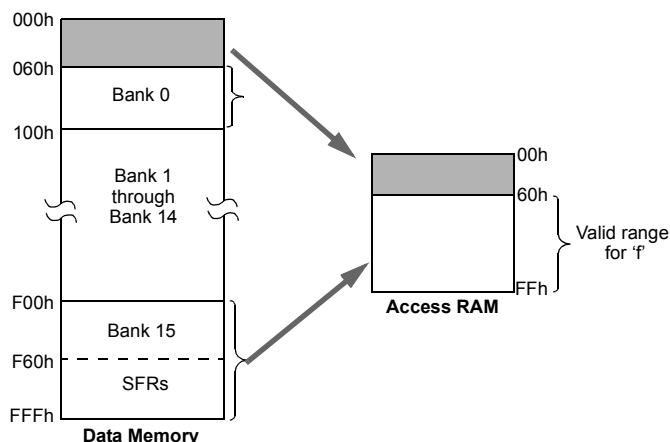 000h
060h
Bank 0
100h
Bank 1
through
Bank 14
F00h
Bank 15
F60h
SFRs
FFFh
Data Memory
00h
60h
Valid range
for ‘f’
FFh
Access RAM